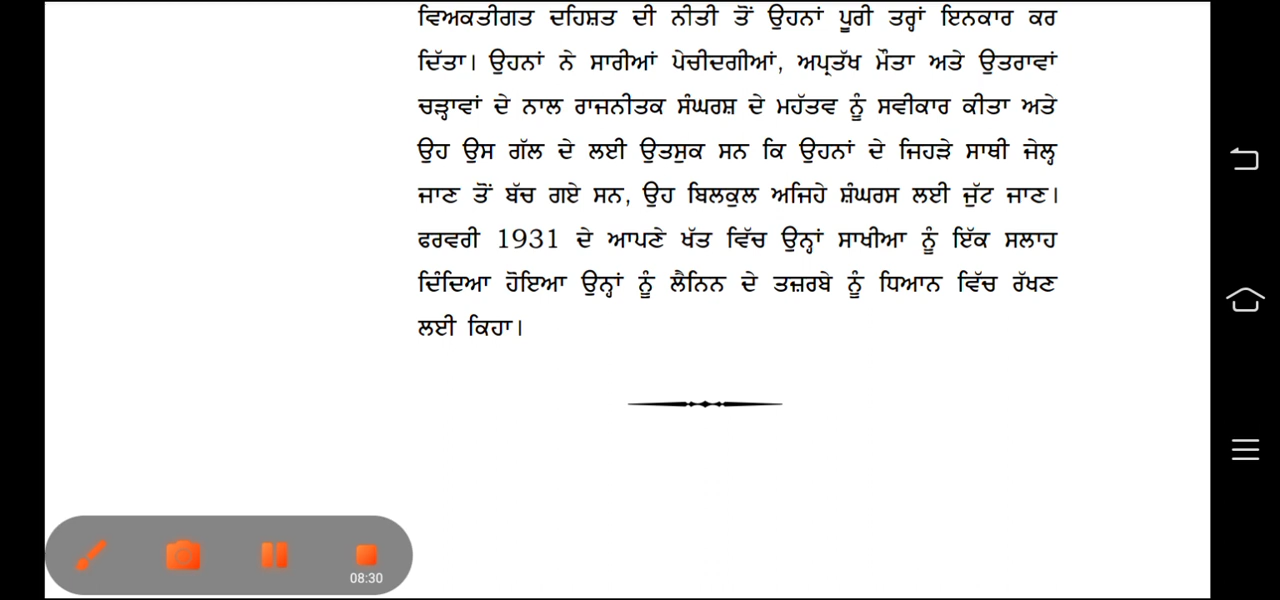 ਵਿਅਕਤੀਗਤ ਦਹਿਸ਼ਤ ਦੀ ਨੀਤੀ ਤੋਂ ਉਹਨਾਂ ਪੂਰੀ ਤਰ੍ਹਾਂ ਇਨਕਾਰ ਕਰ
ਦਿੱਤਾ। ਉਹਨਾਂ ਨੇ ਸਾਰੀਆਂ ਪੇਚੀਦਗੀਆਂ, ਅਪ੍ਰਤੱਖ ਮੌਤਾ ਅਤੇ ਉਤਰਾਵਾਂ
ਚੜ੍ਹਾਵਾਂ ਦੇ ਨਾਲ ਰਾਜਨੀਤਕ ਸੰਘਰਸ਼ ਦੇ ਮਹੱਤਵ ਨੂੰ ਸਵੀਕਾਰ ਕੀਤਾ ਅਤੇ
ਉਹ ਉਸ ਗੱਲ ਦੇ ਲਈ ਉਤਸੁਕ ਸਨ ਕਿ ਉਹਨਾਂ ਦੇ ਜਿਹੜੇ ਸਾਥੀ ਜੇਲ੍ਹ
ਜਾਣ ਤੋਂ ਬੱਚ ਗਏ ਸਨ, ਉਹ ਬਿਲਕੁਲ ਅਜਿਹੇ ਸ਼ੰਘਰਸ ਲਈ ਜੁੱਟ ਜਾਣ।
ਫਰਵਰੀ 1931 ਦੇ ਆਪਣੇ ਖੱਤ ਵਿੱਚ ਉਨ੍ਹਾਂ ਸਾਖੀਆ ਨੂੰ ਇੱਕ ਸਲਾਹ
ਦਿੰਦਿਆ ਹੋਇਆ ਉਨ੍ਹਾਂ ਨੂੰ ਲੈਨਿਨ ਦੇ ਤਜ਼ਰਬੇ ਨੂੰ ਧਿਆਨ ਵਿੱਚ ਰੱਖਣ
ਲਈ ਕਿਹਾ।
08:30